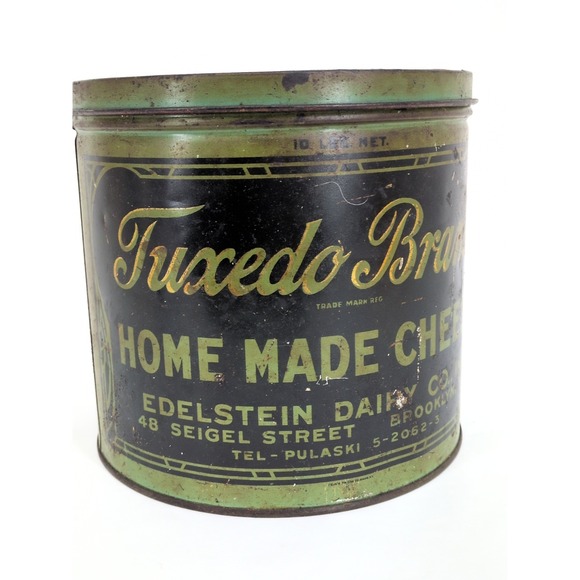 10 LBS. NET.
Tuxedo Bran
TRADE MARK REG
HOME MADE CHEE
EDELSTEIN DAIRY CO.
48 SEIGEL STREET BROOKLYN
TEL-PULASKI 5-2062-3